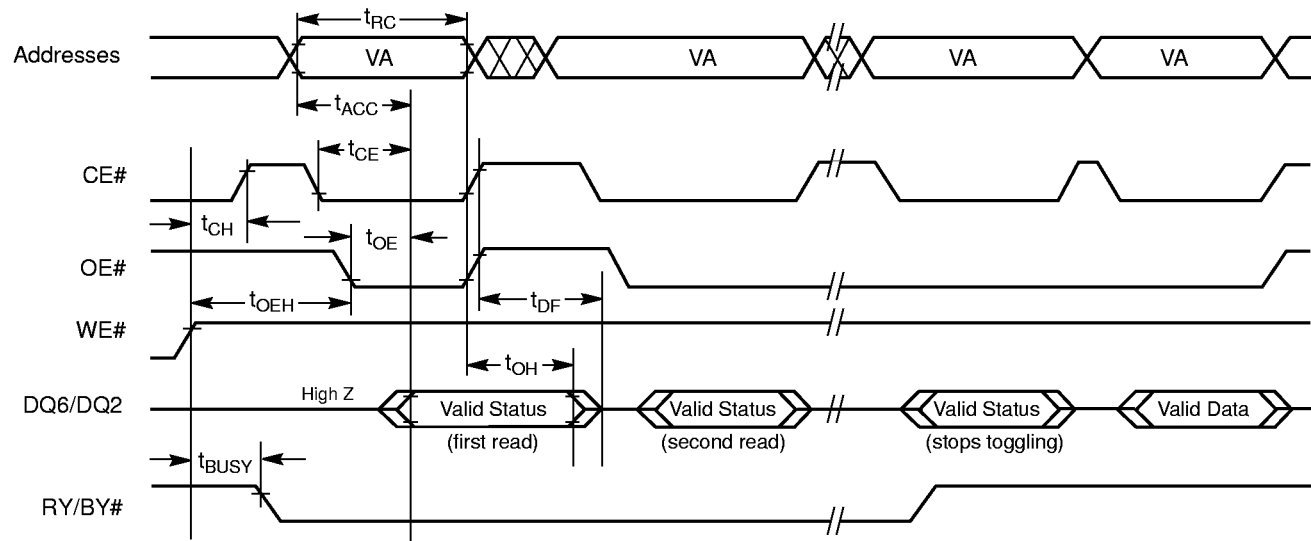 tRC
Addresses VA VA VA VA
tACC
tCE
CE#
tCH
tOE
OE#
tOEH
tDF
WE#
tOH
High Z
DQ6/DQ2 Valid Status Valid Status Valid Status Valid Data
(first read) (second read) (stops toggling)
tBUSY
RY/BY#